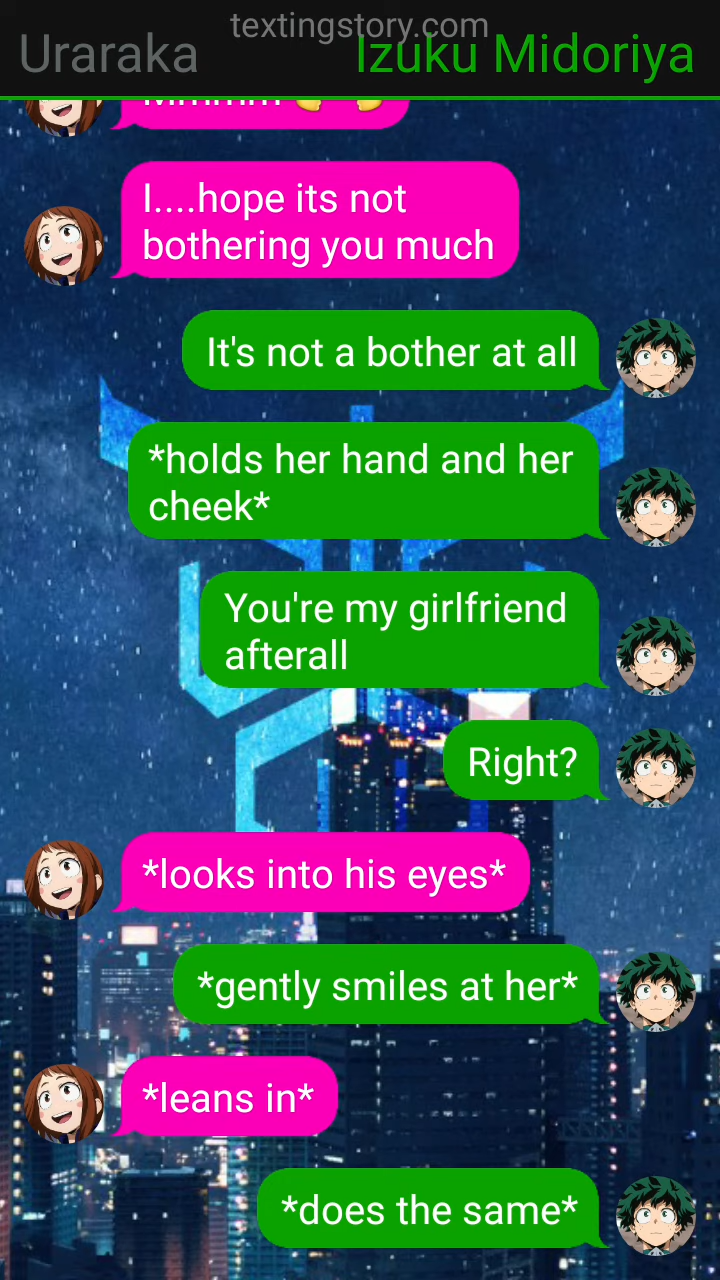 textingstory.com
Uraraka
Izuku Midoriya
I....hope its not
bothering you much
It's not a bother at all
*holds her hand and her
cheek*
You're my girlfriend
afterall
Right?
*looks into his eyes*
*gently smiles at her*
*leans in*
*does the same*